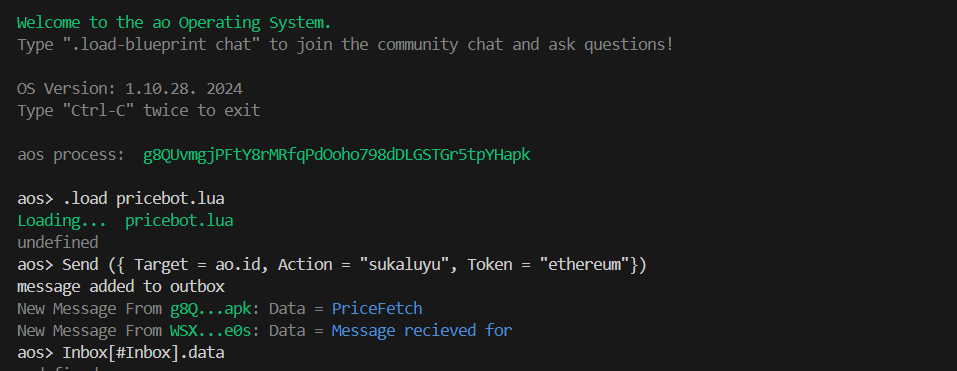 Welcome to the ao Operating System.
Type ".load-blueprint chat" to join the community chat and ask questions!
OS Version: 1.10.28. 2024
Type "Ctrl-C" twice to exit
aos process:  g8QUvmgjPFtY8rMRfqPdOoho798dDLGSTGr5tpYHapk
aos> .load pricebot.lua
Loading...  pricebot.lua
undefined
aos> Send ({ Target = ao.id, Action = "sukaluyu", Token = "ethereum"})
message added to outbox
New Message From g8Q...apk: Data = PriceFetch
New Message From WSX...e0s: Data = Message recieved for
aos> Inbox[#Inbox].data